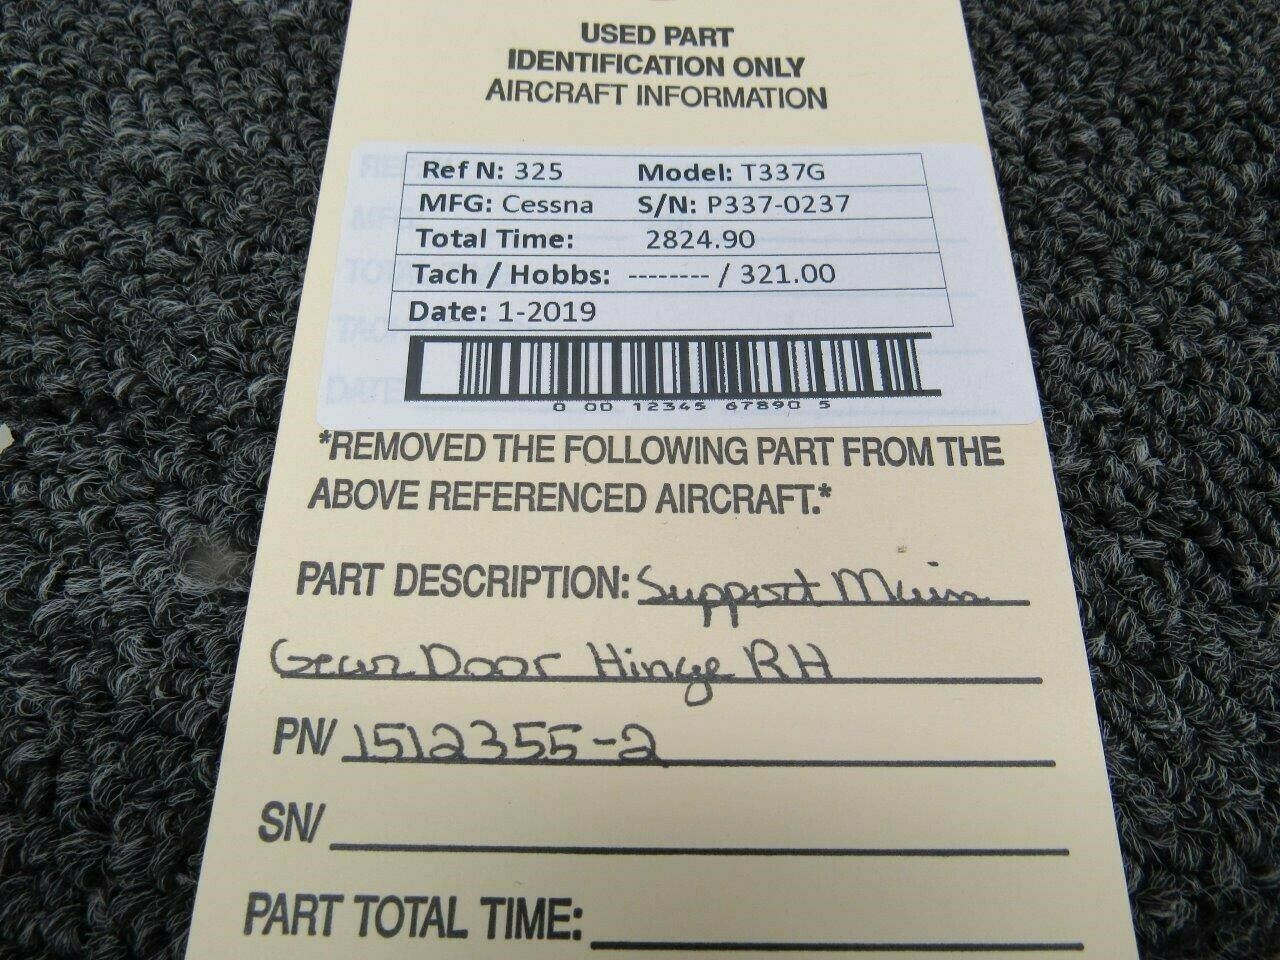 USED PART
IDENTIFICATION ONLY
AIRCRAFT INFORMATION
Ref N: 325 Model: T337G
MFG: Cessna S/N: P337-0237
Total Time: 2824.90
Tach / Hobbs: -------- / 321.00
Date: 1-2019
0 00 12345 67890 5
*REMOVED THE FOLLOWING PART FROM THE
ABOVE REFERENCED AIRCRAFT.*
PART DESCRIPTION: Support Main
Gear Door Hinge RH
PN/ 1512355-2
SN/
PART TOTAL TIME: